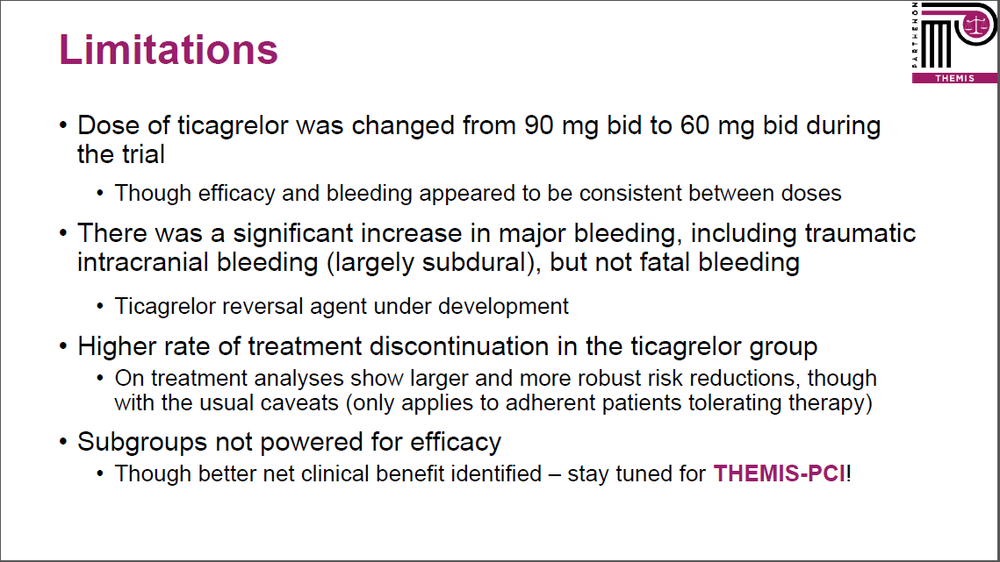 Limitations
PARTHENON
THEMIS
• Dose of ticagrelor was changed from 90 mg bid to 60 mg bid during
the trial
• Though efficacy and bleeding appeared to be consistent between doses
• There was a significant increase in major bleeding, including traumatic
intracranial bleeding (largely subdural), but not fatal bleeding
• Ticagrelor reversal agent under development
• Higher rate of treatment discontinuation in the ticagrelor group
• On treatment analyses show larger and more robust risk reductions, though
with the usual caveats (only applies to adherent patients tolerating therapy)
• Subgroups not powered for efficacy
• Though better net clinical benefit identified – stay tuned for THEMIS-PCI!